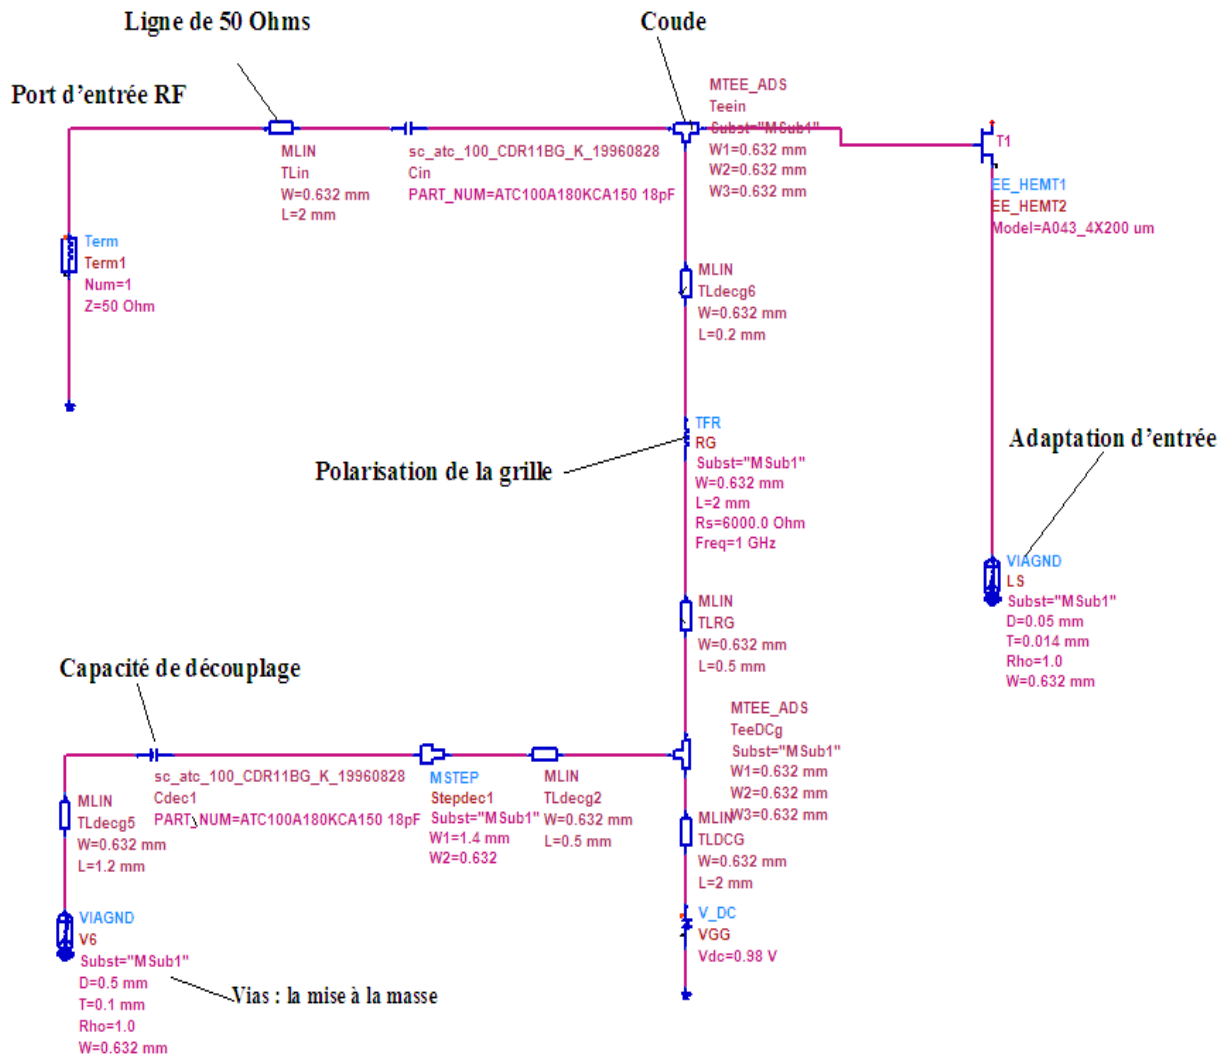 Ligne de 50 Ohms
Coude
Port d'entrée RF
MTEE_ADS
Teein
Subst="MSub1"
W1=0.632 mm
W2=0.632 mm
W3=0.632 mm
MLIN
TLin
W=0.632 mm
L=2 mm
sc_atc_100_CDR11BG_K_19960828
Cin
PART_NUM=ATC100A180KCA150 18pF
T1
EE_HEMT1
EE_HEMT2
Model=A043_4X200 um
Term
Term1
Num=1
Z=50 Ohm
MLIN
TLdecg6
W=0.632 mm
L=0.2 mm
TFR
RG
Subst="MSub1"
W=0.632 mm
L=2 mm
Rs=6000.0 Ohm
Freq=1 GHz
Polarisation de la grille
Adaptation d'entrée
VIAGND
LS
Subst="MSub1"
D=0.05 mm
T=0.014 mm
Rho=1.0
W=0.632 mm
MLIN
TLRG
W=0.632 mm
L=0.5 mm
Capacité de découplage
MTEE_ADS
TeeDCg
Subst="MSub1"
W1=0.632 mm
W2=0.632 mm
W3=0.632 mm
sc_atc_100_CDR11BG_K_19960828
Cdec1
PART_NUM=ATC100A180KCA150 18pF
MSTEP
Stepdec1
Subst="MSub1"
W1=1.4 mm
W2=0.632
MLIN
TLdecg2
W=0.632 mm
L=0.5 mm
MLIN
TLdecg5
W=0.632 mm
L=1.2 mm
MLIN
TLDCG
W=0.632 mm
L=2 mm
V_DC
VGG
Vdc=0.98 V
VIAGND
V6
Subst="MSub1"
D=0.5 mm
T=0.1 mm
Rho=1.0
W=0.632 mm
Vias : la mise à la masse